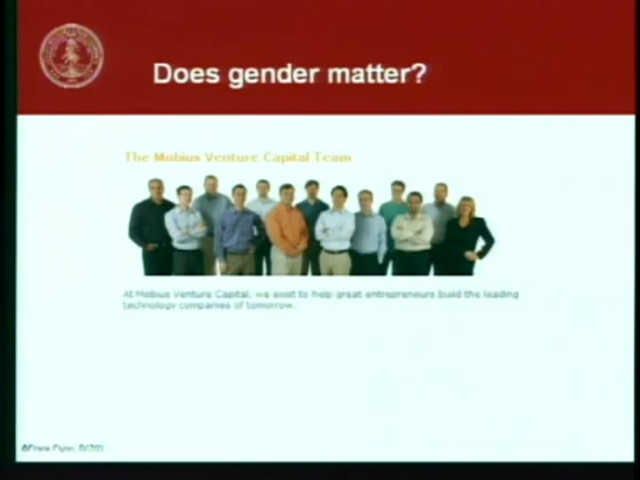 Does gender matter?
The Mobius Venture Capital Team
At Mobius Venture Capital, we exist to help great entrepreneurs build the leading
technology companies of tomorrow.